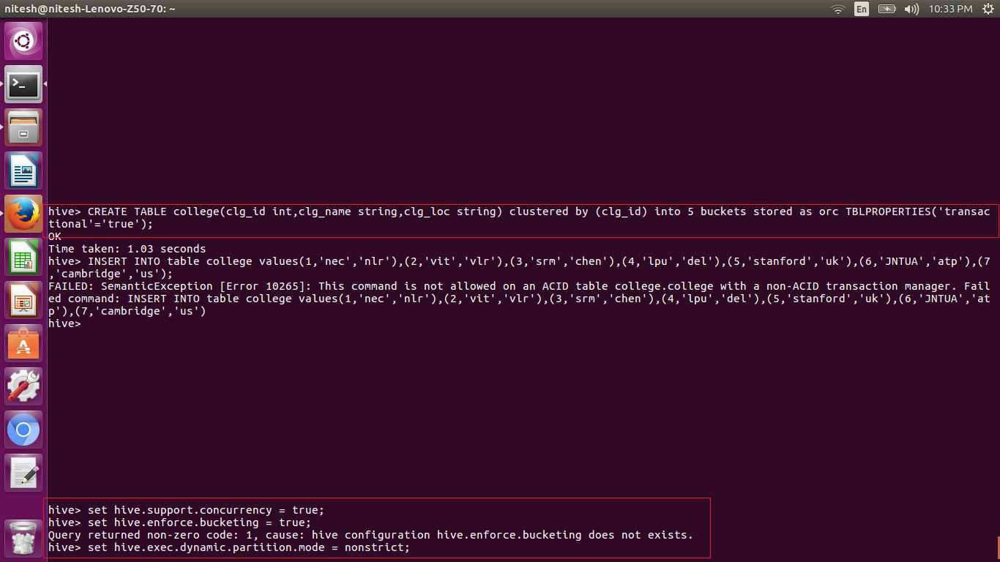 nitesh@nitesh-Lenovo-Z50-70: ~
En
10:33 PM
hive> CREATE TABLE college(clg_id int,clg_name string,clg_loc string) clustered by (clg_id) into 5 buckets stored as orc TBLPROPERTIES('transac
tional'='true');
OK
Time taken: 1.03 seconds
hive> INSERT INTO table college values(1,'nec','nlr'),(2,'vit','vlr'),(3,'srm','chen'),(4,'lpu','del'),(5,'stanford','uk'),(6,'JNTUA','atp'),(7
,'cambridge','us');
FAILED: SemanticException [Error 10265]: This command is not allowed on an ACID table college.college with a non-ACID transaction manager. Fail
ed command: INSERT INTO table college values(1,'nec','nlr'),(2,'vit','vlr'),(3,'srm','chen'),(4,'lpu','del'),(5,'stanford','uk'),(6,'JNTUA','at
p'),(7,'cambridge','us')
hive>
hive> set hive.support.concurrency = true;
hive> set hive.enforce.bucketing = true;
Query returned non-zero code: 1, cause: hive configuration hive.enforce.bucketing does not exists.
hive> set hive.exec.dynamic.partition.mode = nonstrict;